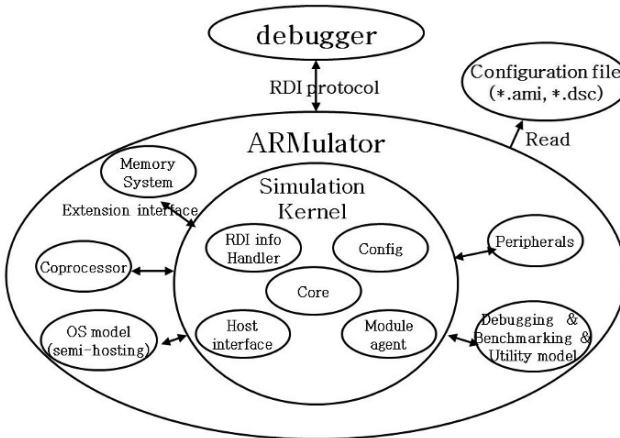 debugger
RDI protocol
Configuration file
(*.ami, *.dsc)
Read
ARMulator
Memory
System
Extension interface
Simulation
Kernel
RDI info
Handler
Config
Core
Host
interface
Module
agent
Coprocessor
OS model
(semi-hosting)
Peripherals
Debugging &
Benchmarking &
Utility model